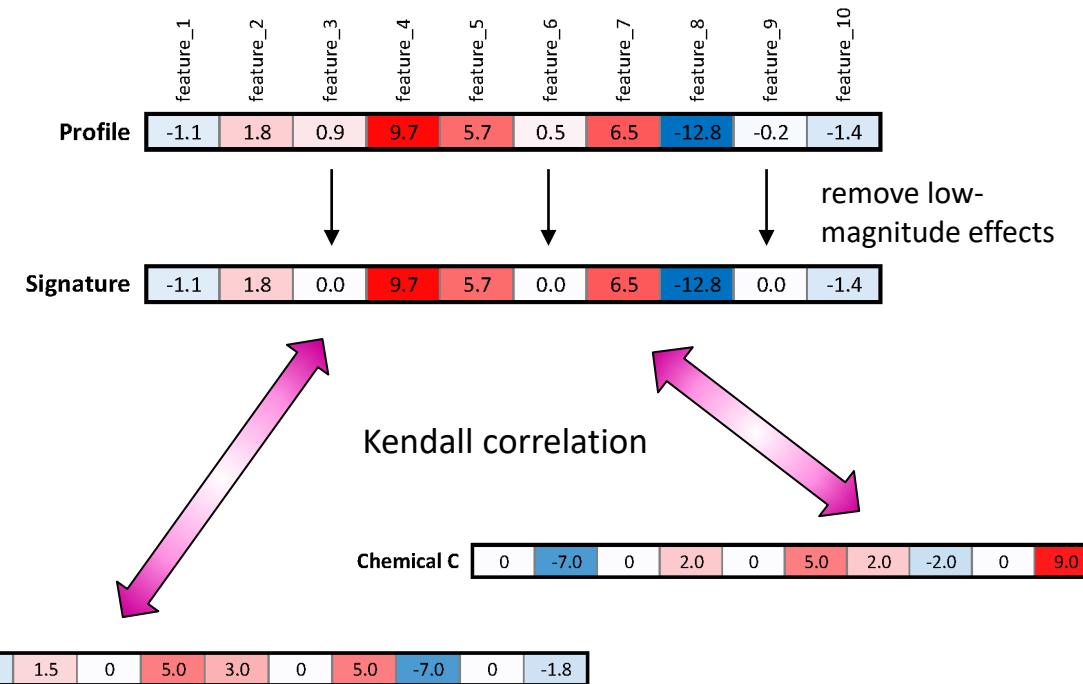 feature_1 feature_2 feature_3 feature_4 feature_5 feature_6 feature_7 feature_8 feature_9 feature_10
Profile -1.1 1.8 0.9 9.7 5.7 0.5 6.5 -12.8 -0.2 -1.4
remove low-
magnitude effects
Signature -1.1 1.8 0.0 9.7 5.7 0.0 6.5 -12.8 0.0 -1.4
Kendall correlation
Chemical C 0 -7.0 0 2.0 0 5.0 2.0 -2.0 0 9.0
1.5 0 5.0 3.0 0 5.0 -7.0 0 -1.8